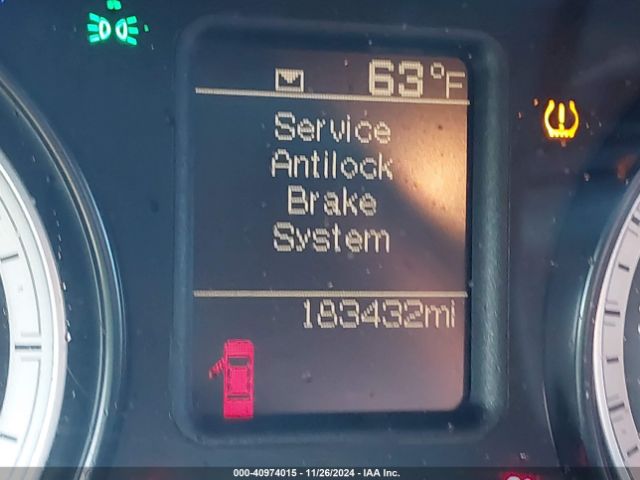 63°F
Service
Antilock
Brake
System
183432mi
000-40974015 - 11/26/2024 - IAA Inc.